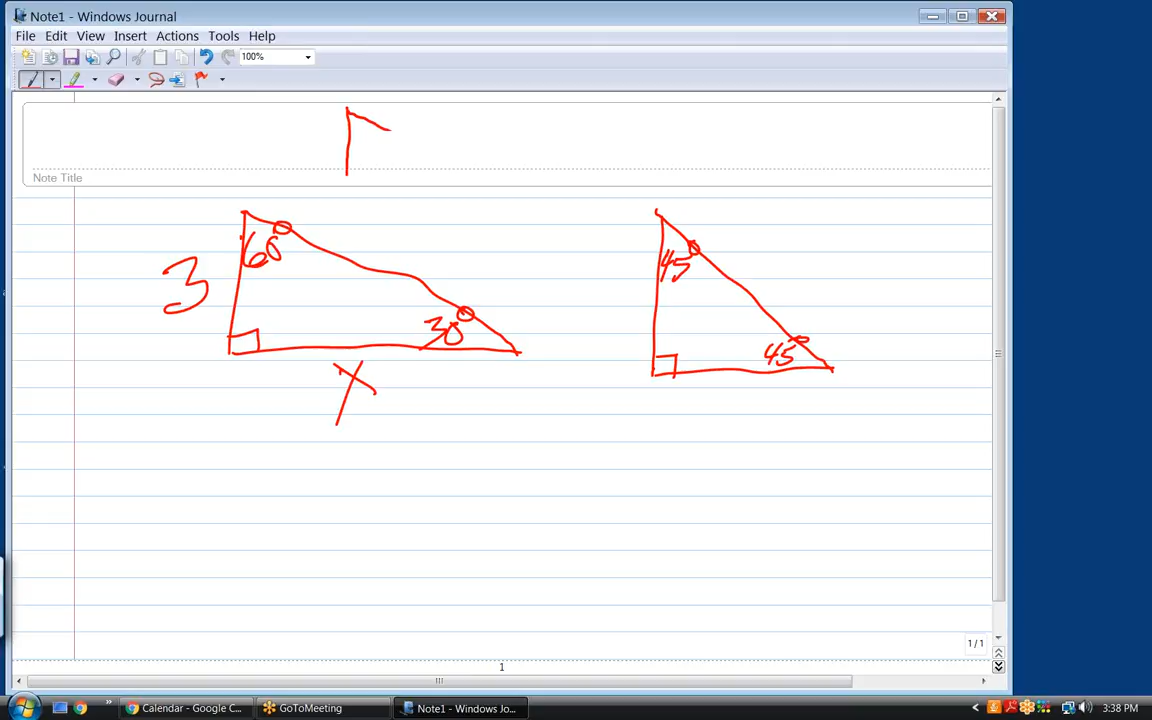 Note1 - Windows Journal
File Edit View Insert Actions Tools Help
100%
Note Title
60
45
3
30
45
X
1/1
1
Calendar - Google C...
GoToMeeting
Note1 - Windows Jo...
3:38 PM